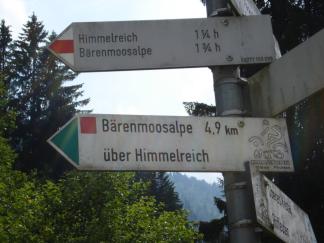 Himmelreich 1¼ h
Bärenmoosalpe 1¾ h
Bärenmoosalpe 4,9 km
über Himmelreich